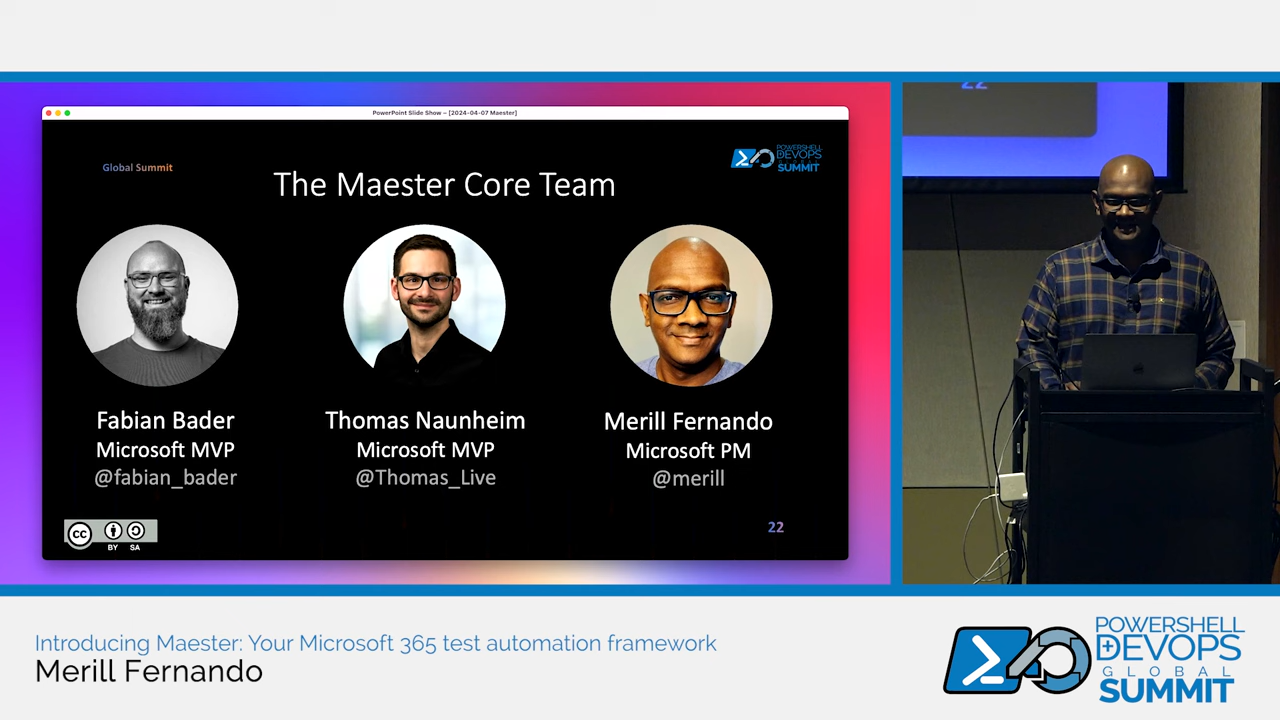 PowerPoint Slide Show – [2024-04-07 Maester]
Global Summit
POWERSHELL
DEVOPS
GLOBAL
SUMMIT
The Maester Core Team
Fabian Bader
Microsoft MVP
@fabian_bader
Thomas Naunheim
Microsoft MVP
@Thomas_Live
Merill Fernando
Microsoft PM
@merill
CC
BY SA
22
22
Introducing Maester: Your Microsoft 365 test automation framework
Merill Fernando
POWERSHELL
DEVOPS
GLOBAL
SUMMIT